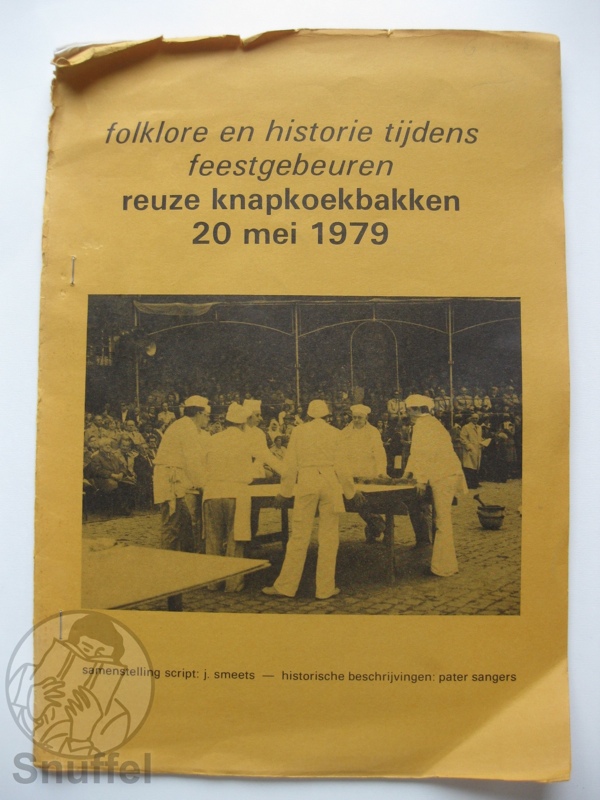 folklore en historie tijdens
feestgebeuren
reuze knapkoekbakken
20 mei 1979
samenstelling script: j. smeets — historische beschrijvingen: pater sangers
Snuffel